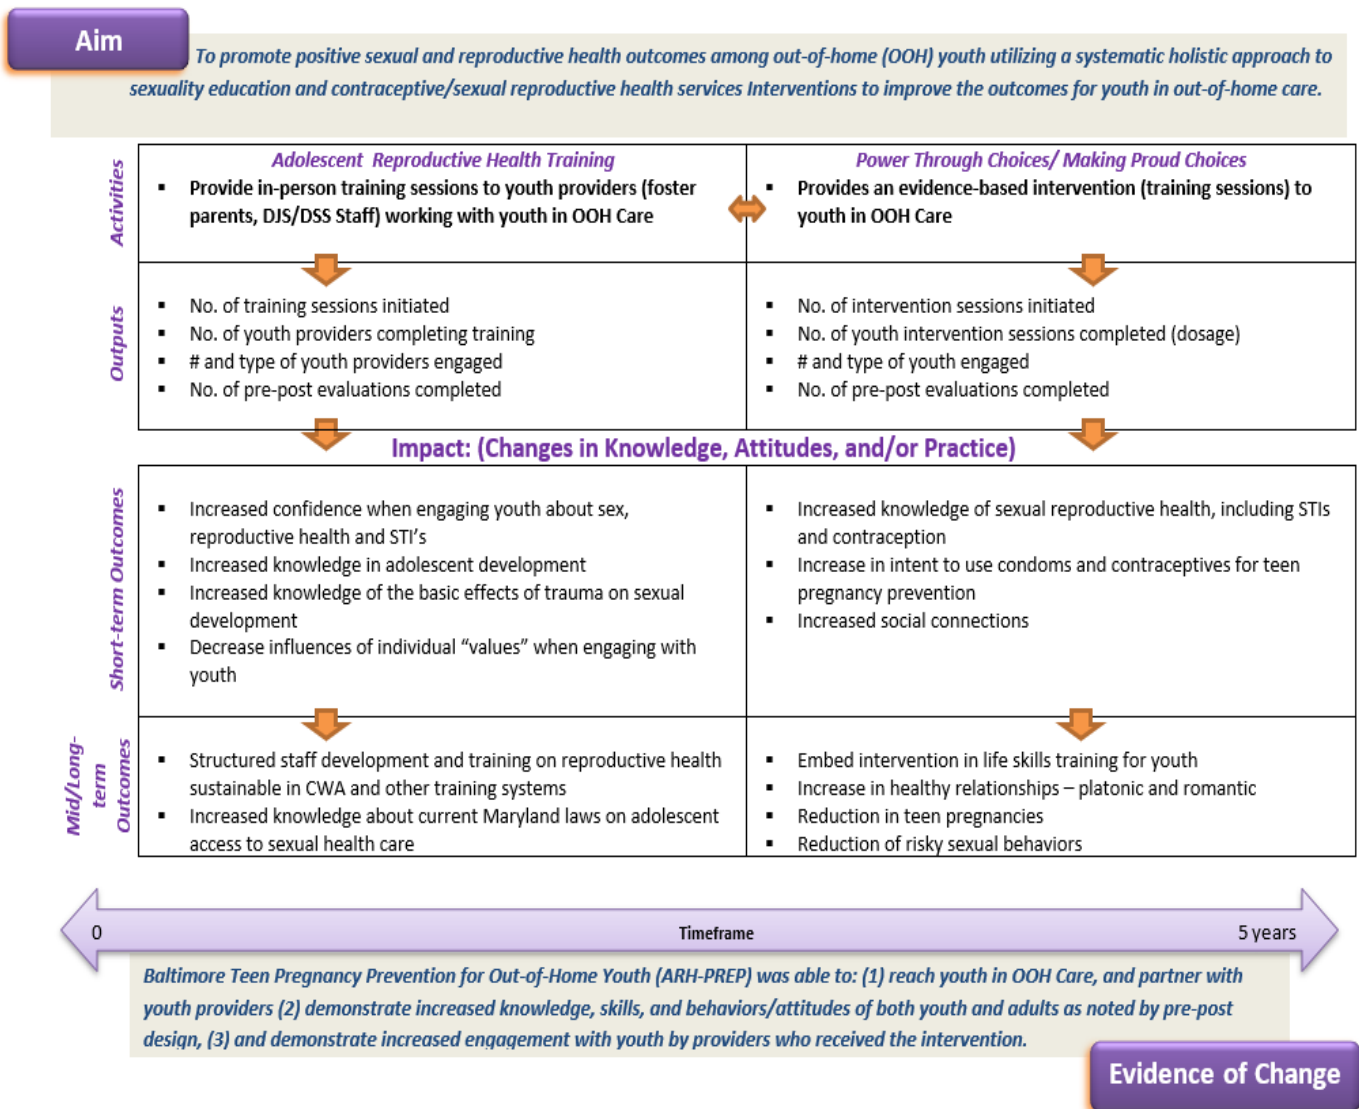 Aim
To promote positive sexual and reproductive health outcomes among out-of-home (OOH) youth utilizing a systematic holistic approach to
sexuality education and contraceptive/sexual reproductive health services Interventions to improve the outcomes for youth in out-of-home care.
Activities
Adolescent Reproductive Health Training
▪ Provide in-person training sessions to youth providers (foster
parents, DJS/DSS Staff) working with youth in OOH Care
Power Through Choices/ Making Proud Choices
▪ Provides an evidence-based intervention (training sessions) to
youth in OOH Care
Outputs
▪ No. of training sessions initiated
▪ No. of youth providers completing training
▪ # and type of youth providers engaged
▪ No. of pre-post evaluations completed
▪ No. of intervention sessions initiated
▪ No. of youth intervention sessions completed (dosage)
▪ # and type of youth engaged
▪ No. of pre-post evaluations completed
Impact: (Changes in Knowledge, Attitudes, and/or Practice)
Short-term Outcomes
▪ Increased confidence when engaging youth about sex,
reproductive health and STI’s
▪ Increased knowledge in adolescent development
▪ Increased knowledge of the basic effects of trauma on sexual
development
▪ Decrease influences of individual “values” when engaging with
youth
▪ Increased knowledge of sexual reproductive health, including STIs
and contraception
▪ Increase in intent to use condoms and contraceptives for teen
pregnancy prevention
▪ Increased social connections
Mid/Long-
term
Outcomes
▪ Structured staff development and training on reproductive health
sustainable in CWA and other training systems
▪ Increased knowledge about current Maryland laws on adolescent
access to sexual health care
▪ Embed intervention in life skills training for youth
▪ Increase in healthy relationships – platonic and romantic
▪ Reduction in teen pregnancies
▪ Reduction of risky sexual behaviors
0
Timeframe
5 years
Baltimore Teen Pregnancy Prevention for Out-of-Home Youth (ARH-PREP) was able to: (1) reach youth in OOH Care, and partner with
youth providers (2) demonstrate increased knowledge, skills, and behaviors/attitudes of both youth and adults as noted by pre-post
design, (3) and demonstrate increased engagement with youth by providers who received the intervention.
Evidence of Change